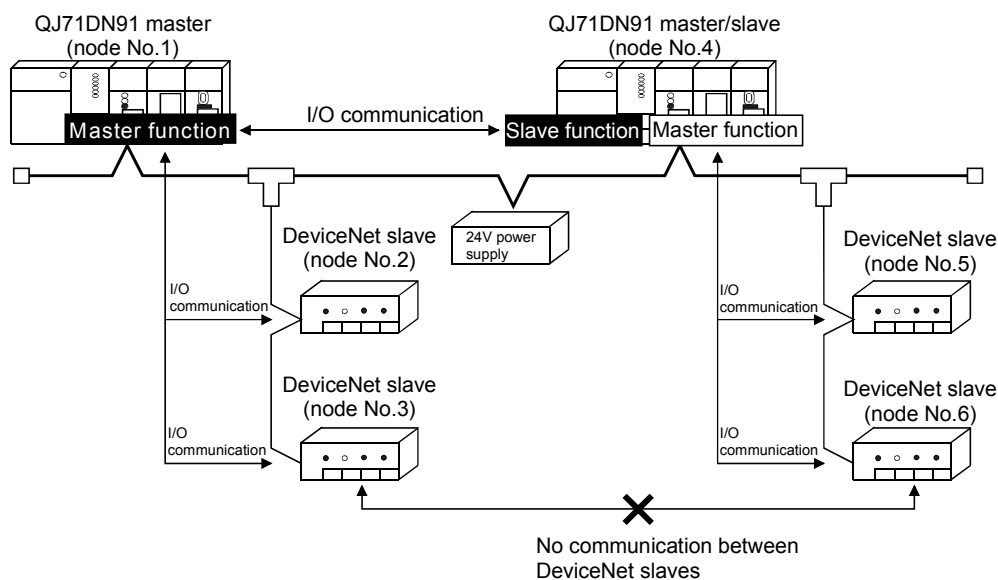 QJ71DN91 master
(node No.1)
QJ71DN91 master/slave
(node No.4)
Master function
I/O communication
Slave function
Master function
24V power
supply
DeviceNet slave
(node No.2)
DeviceNet slave
(node No.5)
I/O
communication
I/O
communication
DeviceNet slave
(node No.3)
DeviceNet slave
(node No.6)
I/O
communication
I/O
communication
No communication between
DeviceNet slaves